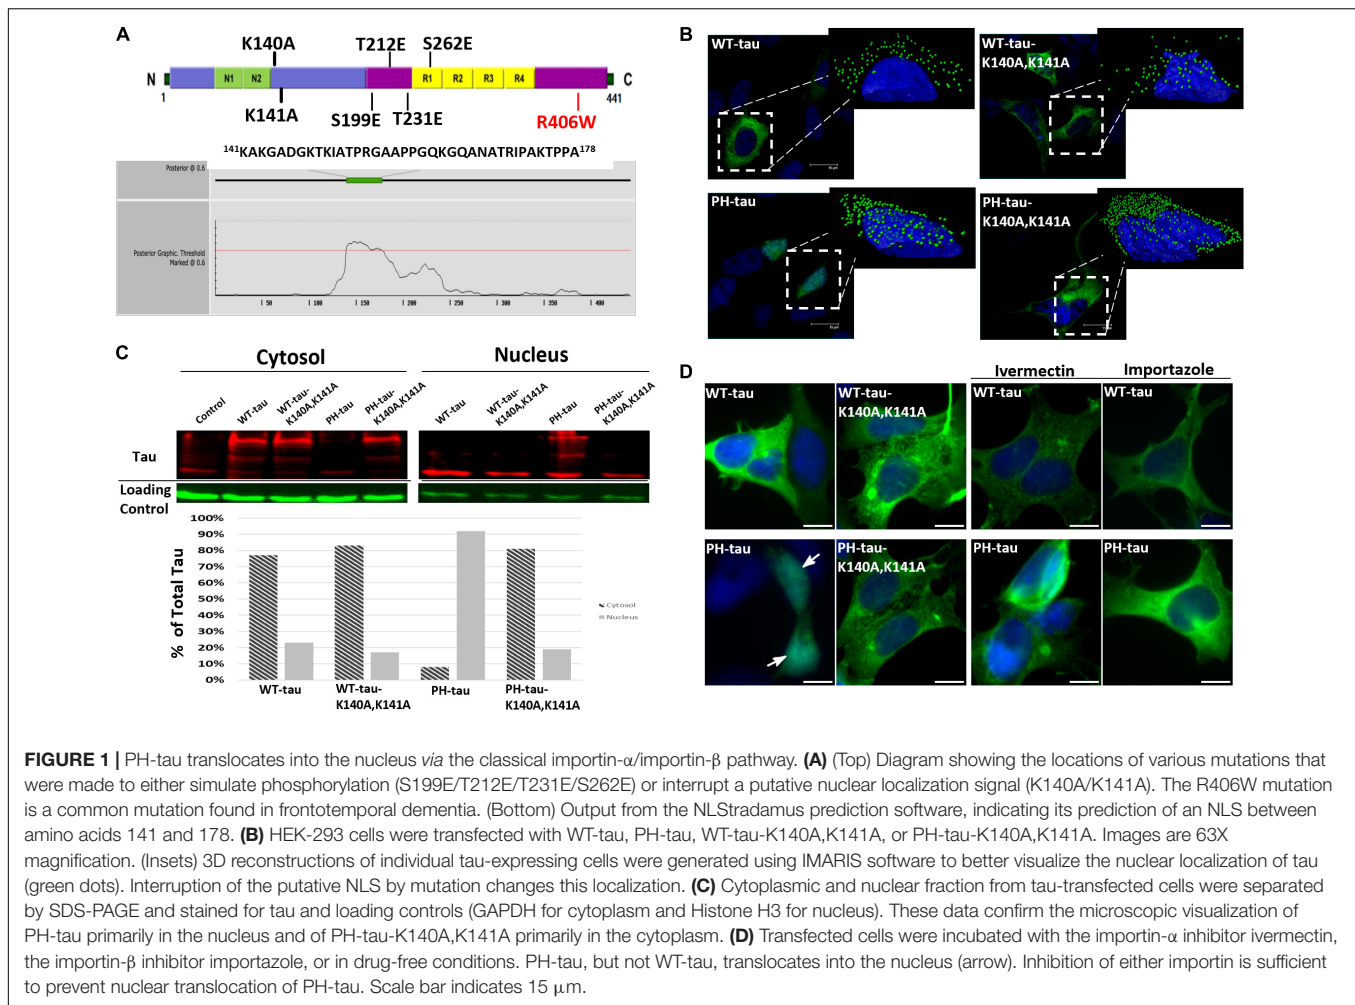 A
K140A
T212E
S262E
N
N1
N2
R1
R2
R3
R4
C
1
441
K141A
S199E
T231E
R406W
141KAKGADGKTKIATPRGAAPPGQKGQANATRIPAKTPPA178
Posterior @ 0.6
Posterior Graphic. Threshold
Marked @ 0.6
| 50
| 100
| 150
| 200
| 250
| 300
| 350
| 400
B
WT-tau
WT-tau-
K140A,K141A
PH-tau
PH-tau-
K140A,K141A
C
Cytosol
Nucleus
Control
WT-tau
WT-tau-
K140A,K141A
PH-tau
PH-tau-
K140A,K141A
WT-tau
WT-tau-
K140A,K141A
PH-tau
PH-tau-
K140A,K141A
Tau
Loading
Control
% of Total Tau
100%
90%
80%
70%
60%
50%
40%
30%
20%
10%
0%
Cytosol
Nucleus
WT-tau
WT-tau-
K140A,K141A
PH-tau
PH-tau-
K140A,K141A
D
Ivermectin
Importazole
WT-tau
WT-tau-
K140A,K141A
WT-tau
WT-tau
PH-tau
PH-tau-
K140A,K141A
PH-tau
PH-tau
FIGURE 1 | PH-tau translocates into the nucleus via the classical importin-α/importin-β pathway. (A) (Top) Diagram showing the locations of various mutations that
were made to either simulate phosphorylation (S199E/T212E/T231E/S262E) or interrupt a putative nuclear localization signal (K140A/K141A). The R406W mutation
is a common mutation found in frontotemporal dementia. (Bottom) Output from the NLStradamus prediction software, indicating its prediction of an NLS between
amino acids 141 and 178. (B) HEK-293 cells were transfected with WT-tau, PH-tau, WT-tau-K140A,K141A, or PH-tau-K140A,K141A. Images are 63X
magnification. (Insets) 3D reconstructions of individual tau-expressing cells were generated using IMARIS software to better visualize the nuclear localization of tau
(green dots). Interruption of the putative NLS by mutation changes this localization. (C) Cytoplasmic and nuclear fraction from tau-transfected cells were separated
by SDS-PAGE and stained for tau and loading controls (GAPDH for cytoplasm and Histone H3 for nucleus). These data confirm the microscopic visualization of
PH-tau primarily in the nucleus and of PH-tau-K140A,K141A primarily in the cytoplasm. (D) Transfected cells were incubated with the importin-α inhibitor ivermectin,
the importin-β inhibitor importazole, or in drug-free conditions. PH-tau, but not WT-tau, translocates into the nucleus (arrow). Inhibition of either importin is sufficient
to prevent nuclear translocation of PH-tau. Scale bar indicates 15 μm.